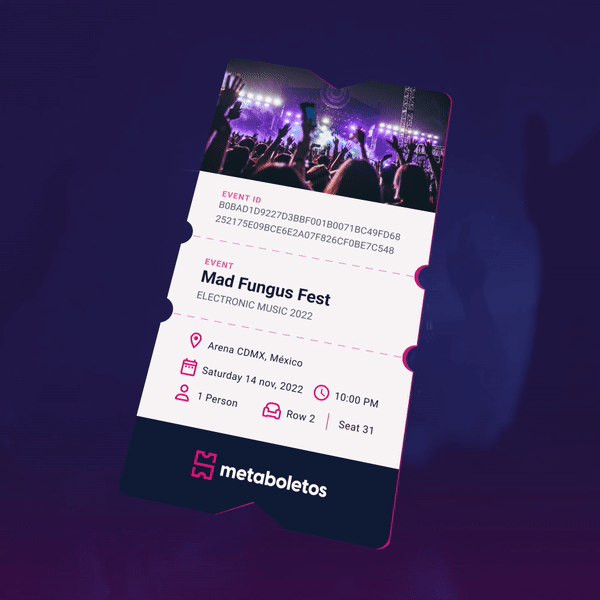 EVENT ID
B0BAD1D9227D3BBF001B0071BC49FD68
252175E09BCE6E2A07F826CF0BE7C548
EVENT
Mad Fungus Fest
ELECTRONIC MUSIC 2022
Arena CDMX, México
Saturday 14 nov, 2022 10:00 PM
1 Person Row 2 Seat 31
metaboletos